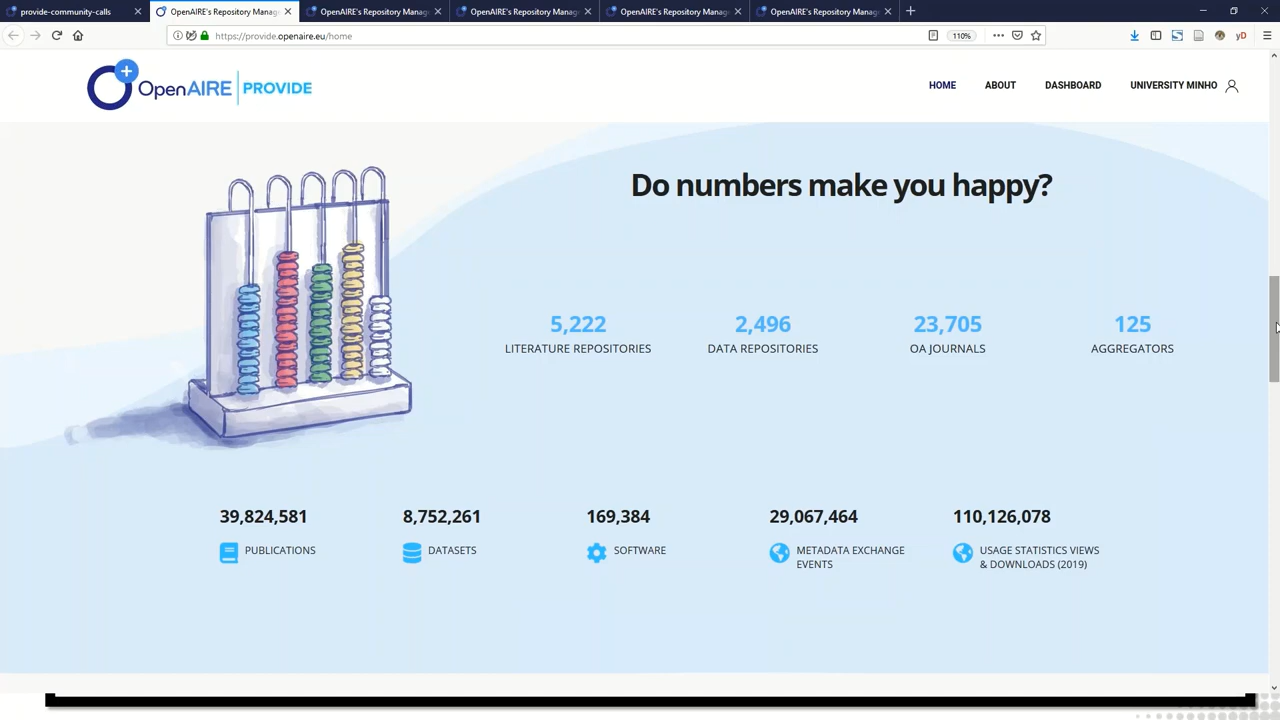 provide-community-calls
OpenAIRE's Repository Manag
OpenAIRE's Repository Manag
OpenAIRE's Repository Manag
OpenAIRE's Repository Manag
OpenAIRE's Repository Manag
https://provide.openaire.eu/home
110%
yD
OpenAIRE PROVIDE
HOME
ABOUT
DASHBOARD
UNIVERSITY MINHO
Do numbers make you happy?
5,222
LITERATURE REPOSITORIES
2,496
DATA REPOSITORIES
23,705
OA JOURNALS
125
AGGREGATORS
39,824,581
PUBLICATIONS
8,752,261
DATASETS
169,384
SOFTWARE
29,067,464
METADATA EXCHANGE
EVENTS
110,126,078
USAGE STATISTICS VIEWS
& DOWNLOADS (2019)